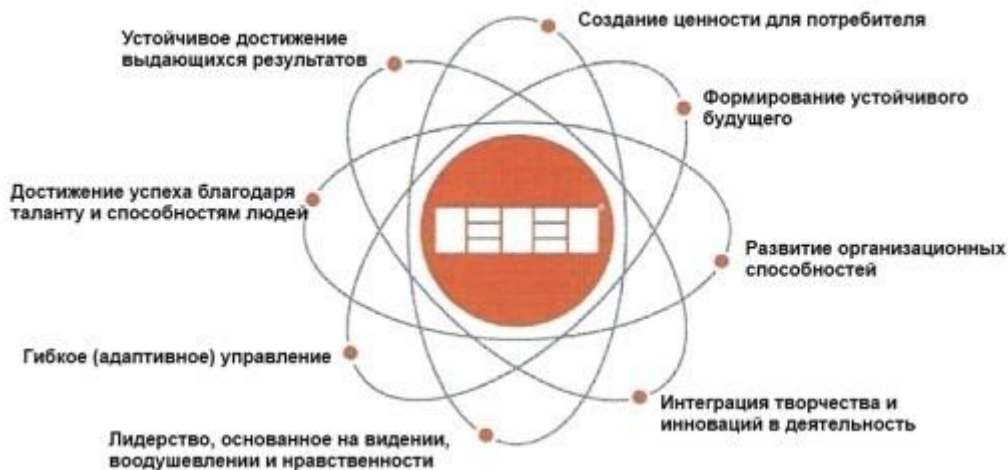 Создание ценности для потребителя
Устойчивое достижение
выдающихся результатов
Формирование устойчивого
будущего
Достижение успеха благодаря
таланту и способностям людей
Развитие организационных
способностей
Гибкое (адаптивное) управление
Интеграция творчества и
инноваций в деятельность
Лидерство, основанное на видении,
воодушевлении и нравственности